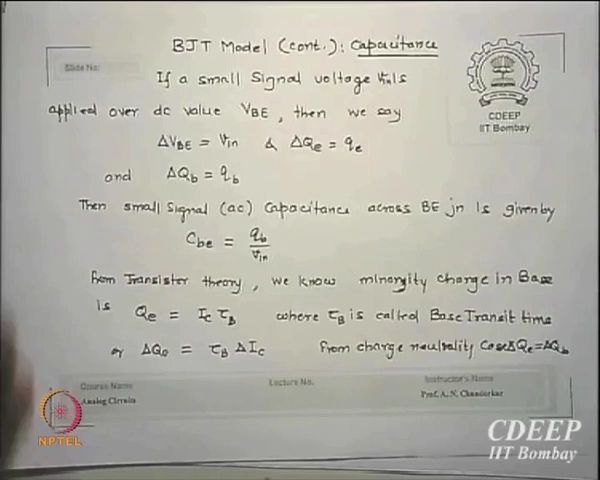 BJT Model (cont.): Capacitance
Slide No:
If a small Signal voltage Vin is
applied over dc value VBE, then we say
ΔVBE = Vin & ΔQe = qe
and ΔQb = qb
Then small signal (ac) Capacitance across BE jn is given by
Cbe = qb / Vin
From Transistor theory, we know minority charge in Base
is Qe = Ic τB where τB is called Base Transit time
or ΔQe = τB ΔIc From charge neutrality Case ΔQe = ΔQb
CDEEP
IIT Bombay
Course Name
Analog Circuits
Lecture No.
Instructor's Name
Prof. A. N. Chandorkar
NPTEL
CDEEP
IIT Bombay